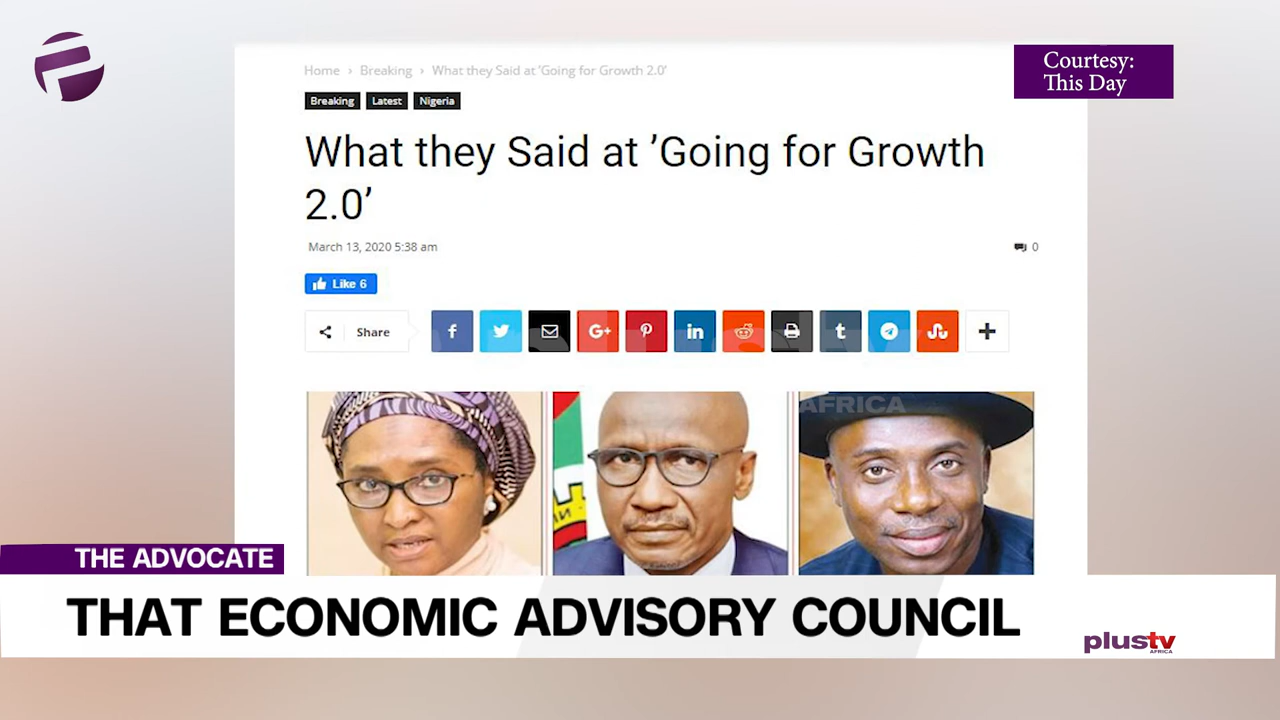 Courtesy:
This Day
Home › Breaking › What they Said at ’Going for Growth 2.0’
Breaking Latest Nigeria
What they Said at ’Going for Growth
2.0’
March 13, 2020 5:38 am
0
Like 6
Share
AFRICA
THE ADVOCATE
THAT ECONOMIC ADVISORY COUNCIL
plustv
AFRICA